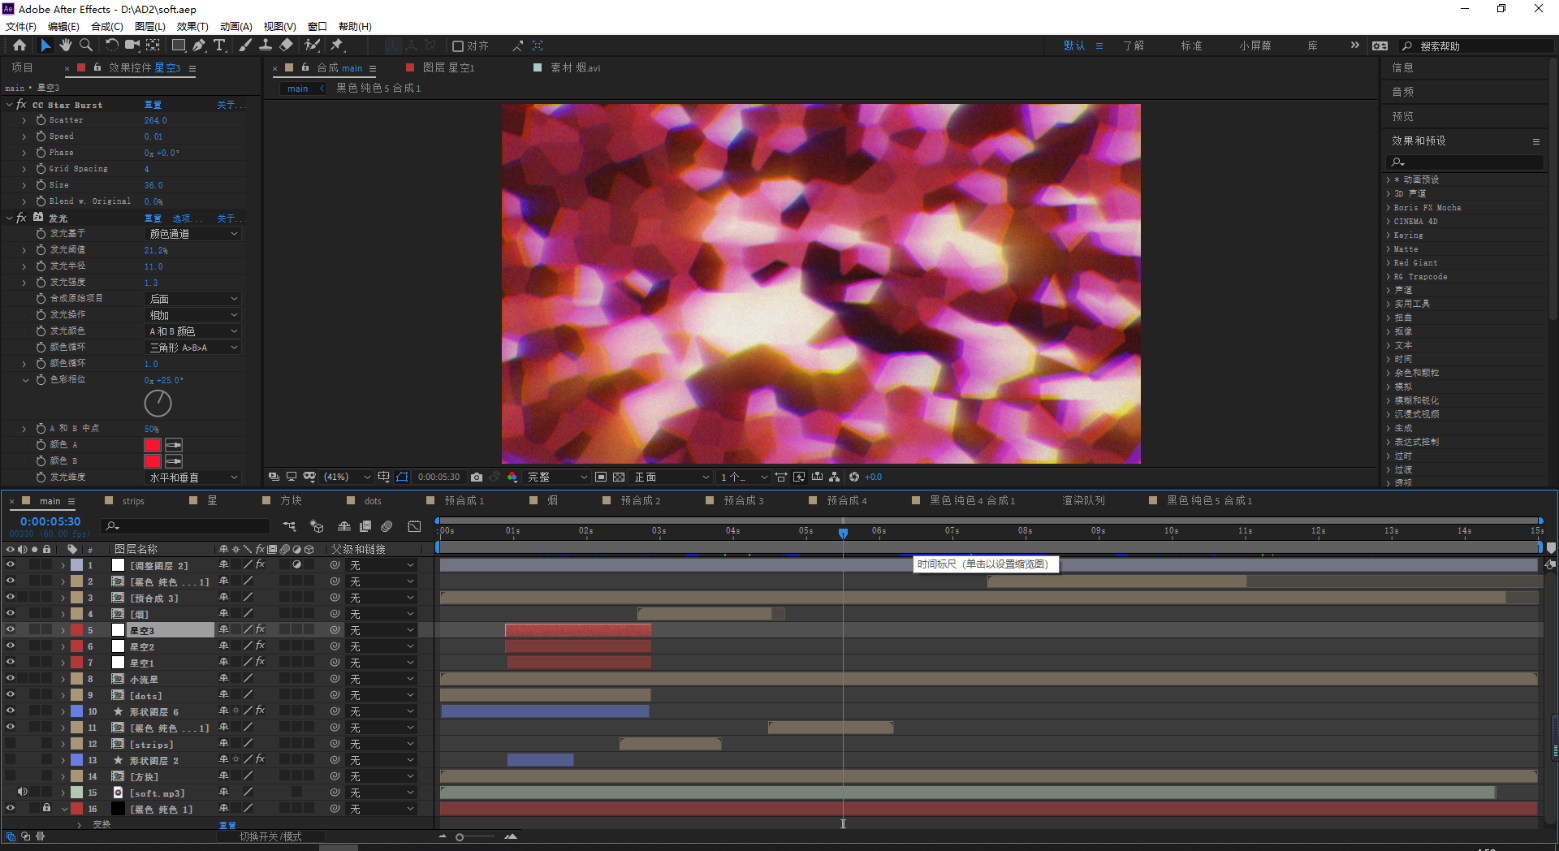 Adobe After Effects - D:\AD2\soft.aep
文件(F) 编辑(E) 合成(C) 图层(L) 效果(T) 动画(A) 视图(V) 窗口 帮助(H)
对齐 默认 了解 标准 小屏幕 库 搜索帮助
项目 效果控件 星空3 合成 main 图层 星空1 素材 烟.avi 信息
main • 星空3 main 黑色 纯色 5 合成 1 音频
fx CC Star Burst 重置 关于...
Scatter 264.0
预览
Speed 0.01
效果和预设
Phase 0x+0.0°
Grid Spacing 4
Size 36.0
Blend w. Original 0.0%
fx 发光 重置 选项... 关于...
发光基于 颜色通道
发光阈值 21.2%
发光半径 11.0
发光强度 1.3
合成原始项目 后面
发光操作 相加
发光颜色 A 和 B 颜色
颜色循环 三角形 A>B>A
颜色循环 1.0
色彩相位 0x+25.0°
A 和 B 中点 50%
颜色 A
颜色 B
发光维度 水平和垂直
* 动画预设
3D 声道
Boris FX Mocha
CINEMA 4D
Keying
Matte
Red Giant
RG Trapcode
声道
实用工具
扭曲
抠像
文本
时间
杂色和颗粒
模拟
模糊和锐化
沉浸式视频
生成
表达式控制
过时
过渡
透视
(41%) 0:00:05:30 完整 正面 1 个... +0.0
main strips 星 方块 dots 预合成 1 烟 预合成 2 预合成 3 预合成 4 黑色 纯色 4 合成 1 渲染队列 黑色 纯色 5 合成 1
0:00:05:30
00330 (60.00 fps)
:00s 01s 02s 03s 04s 05s 06s 07s 08s 09s 10s 11s 12s 13s 14s 15s
# 图层名称 父级和链接
时间标尺（单击以设置缩览图）
1 [调整图层 2] 无
2 [黑色 纯色 ...1] 无
3 [预合成 3] 无
4 [烟] 无
5 星空3 无
6 星空2 无
7 星空1 无
8 小流星 无
9 [dots] 无
10 形状图层 6 无
11 [黑色 纯色 ...1] 无
12 [strips] 无
13 形状图层 2 无
14 [方块] 无
15 [soft.mp3] 无
16 [黑色 纯色 1] 无
变换 重置
切换开关/模式